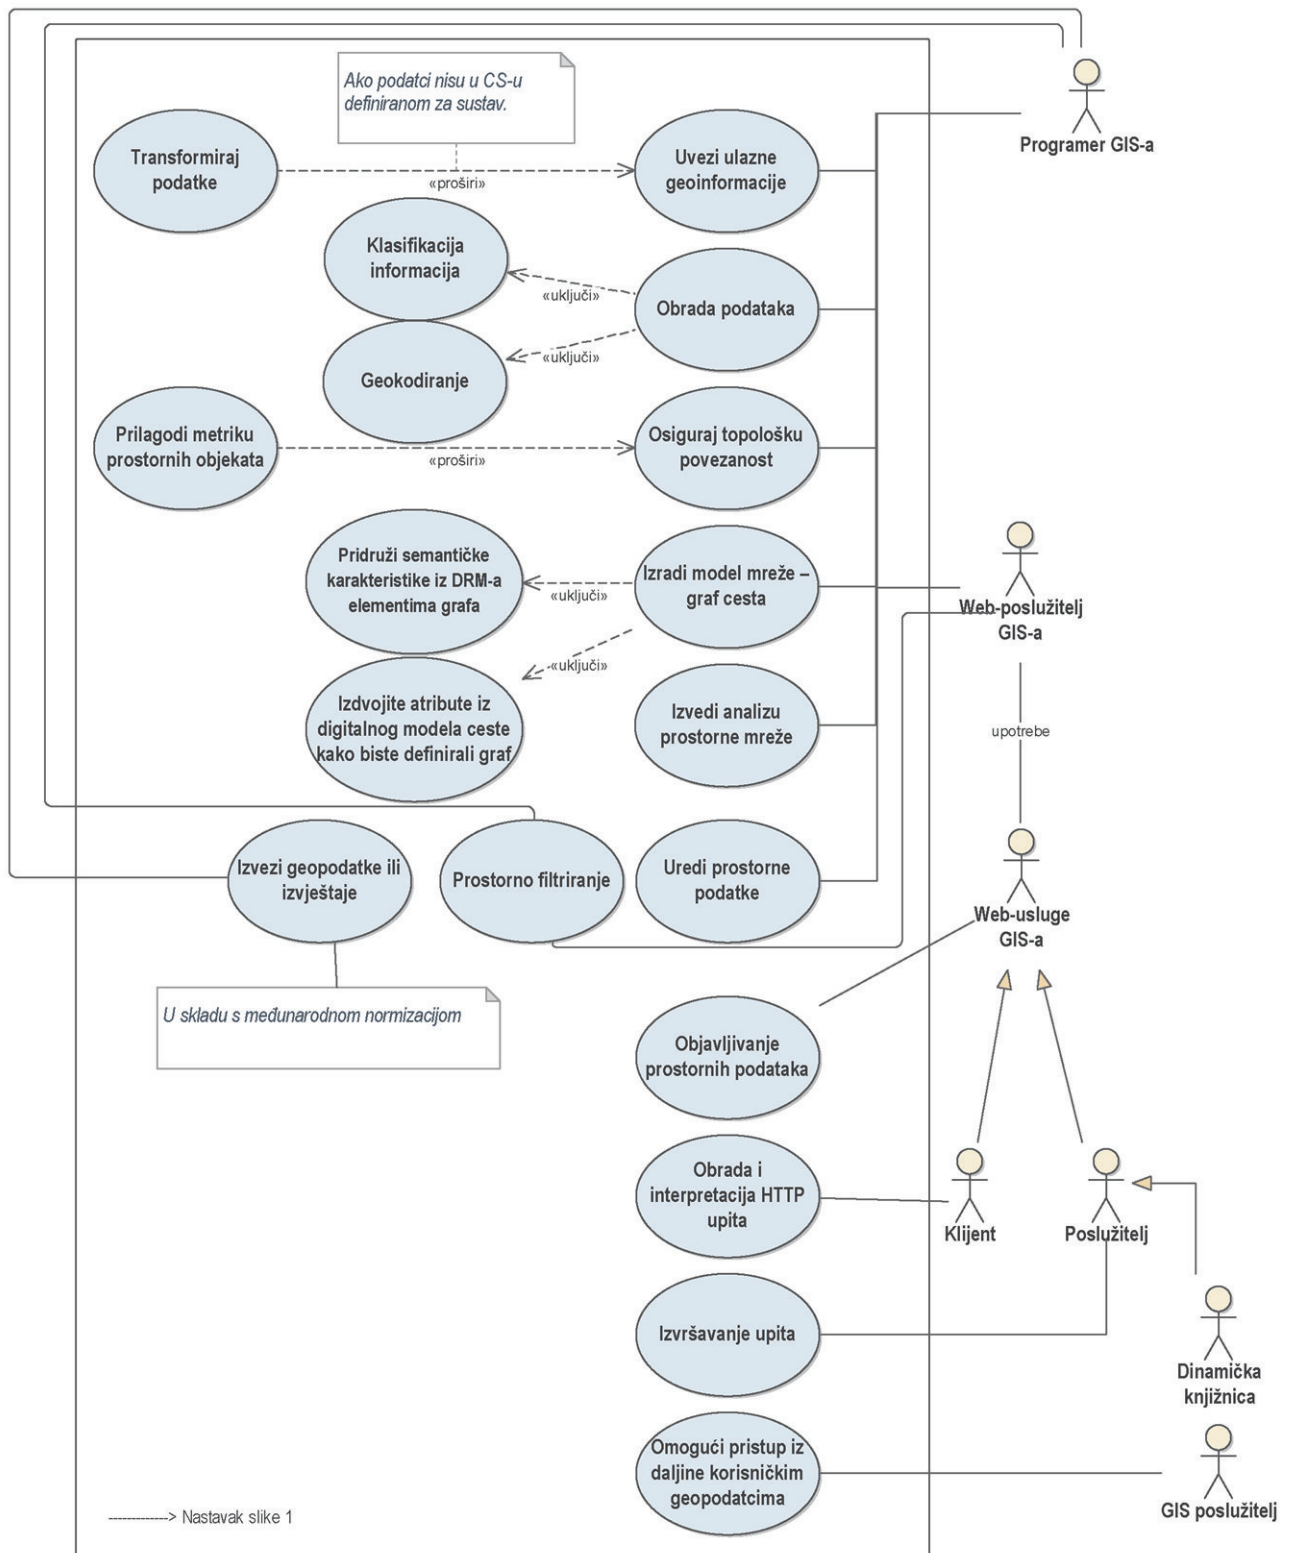 Ako podatci nisu u CS-u
definiranom za sustav.
Programer GIS-a
Transformiraj
podatke
«proširi»
Uvezi ulazne
geoinformacije
Klasifikacija
informacija
«uključi»
Obrada podataka
Geokodiranje
«uključi»
Prilagodi metriku
prostornih objekata
«proširi»
Osiguraj topološku
povezanost
Pridruži semantičke
karakteristike iz DRM-a
elementima grafa
«uključi»
Izradi model mreže –
graf cesta
Web-poslužitelj
GIS-a
«uključi»
Izdvojite atribute iz
digitalnog modela ceste
kako biste definirali graf
Izvedi analizu
prostorne mreže
upotrebe
Izvezi geopodatke ili
izvještaje
Prostorno filtriranje
Uredi prostorne
podatke
Web-usluge
GIS-a
U skladu s međunarodnom normizacijom
Objavljivanje
prostornih podataka
Obrada i
interpretacija HTTP
upita
Klijent
Poslužitelj
Izvršavanje upita
Dinamička
knjižnica
Omogući pristup iz
daljine korisničkim
geopodatcima
GIS poslužitelj
-------------> Nastavak slike 1